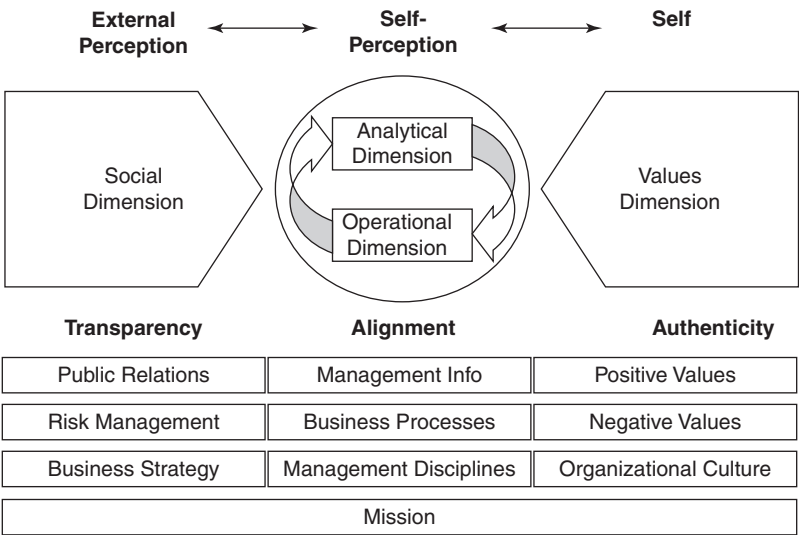 External
Perception
Self-
Perception
Self
Social
Dimension
Analytical
Dimension
Operational
Dimension
Values
Dimension
Transparency
Alignment
Authenticity
Public Relations
Management Info
Positive Values
Risk Management
Business Processes
Negative Values
Business Strategy
Management Disciplines
Organizational Culture
Mission